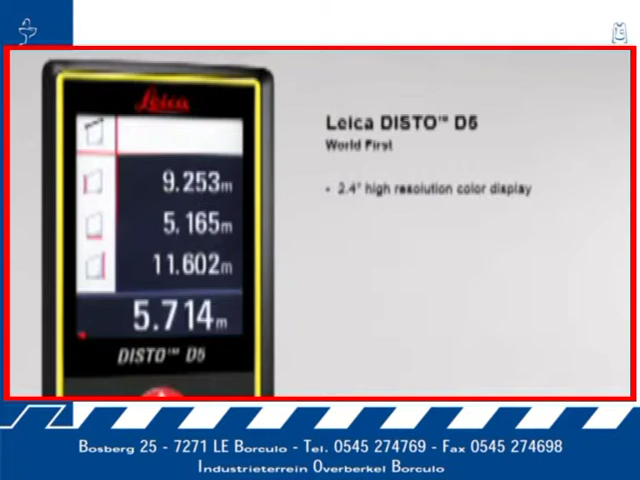 Leica
9.253m
5.165m
11.602m
5.714m
DISTO™ D5
Leica DISTO™ D5
World First
• 2.4" high resolution color display
Bosberg 25 - 7271 LE Borculo - Tel. 0545 274769 - Fax 0545 274698
Industrieterrein Overberkel Borculo